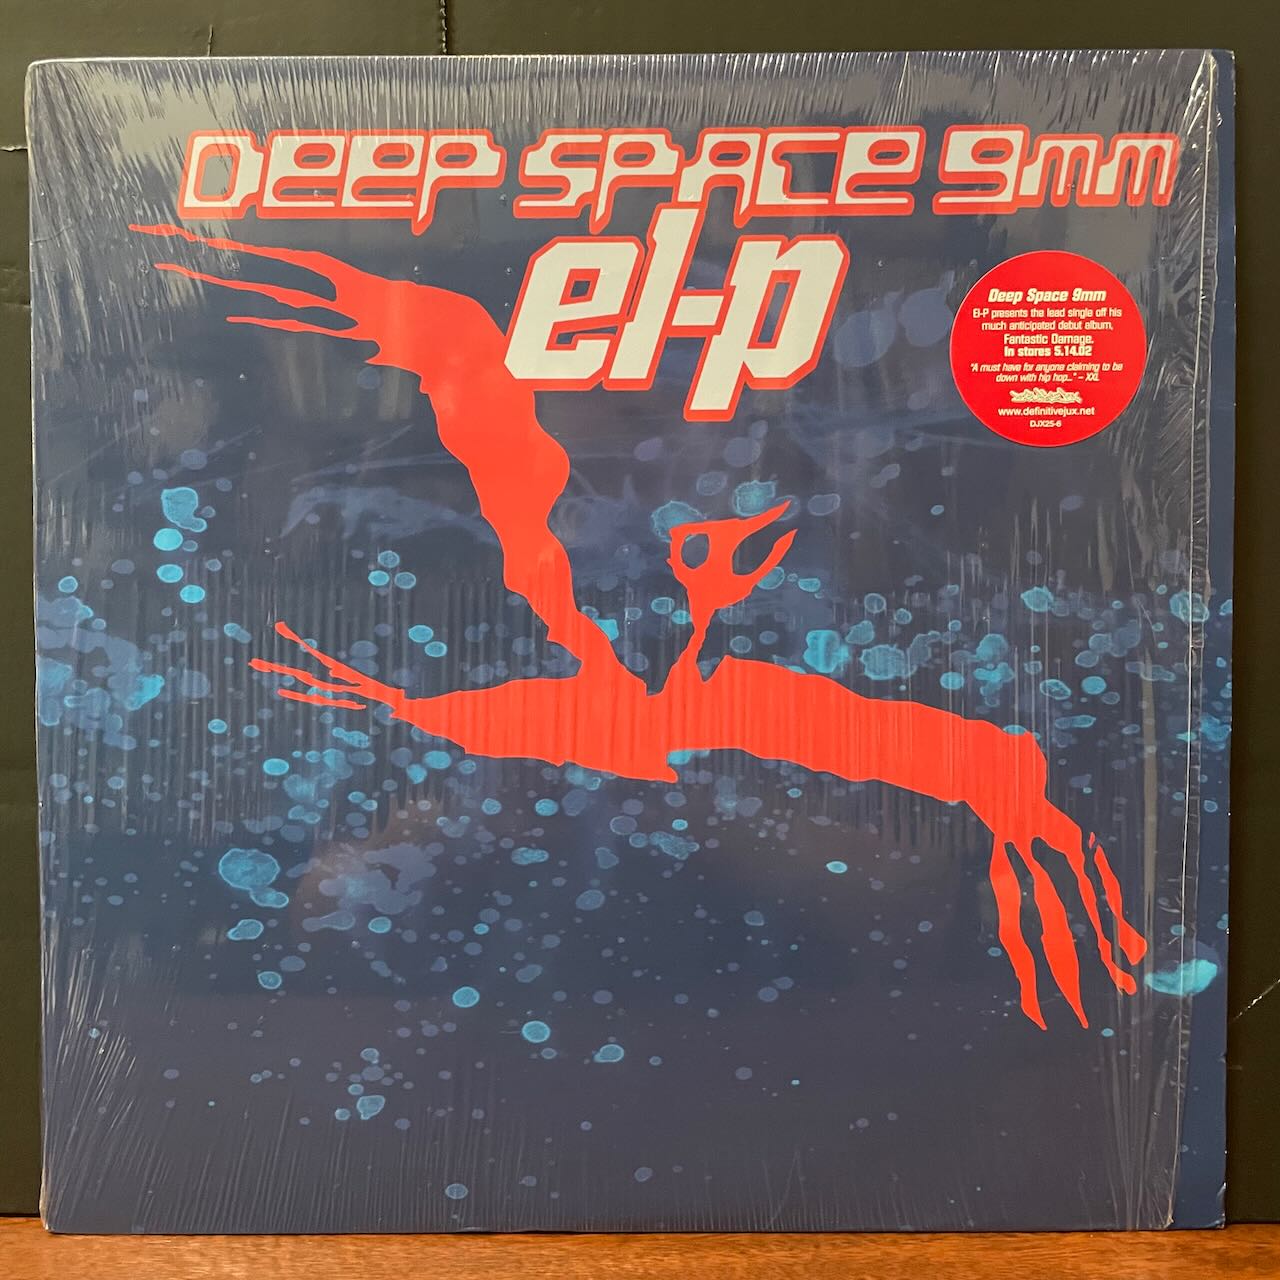 Deep Space 9mm
el-p
Deep Space 9mm
El-P presents the lead single off his
much anticipated debut album,
Fantastic Damage.
In stores 5.14.02
"A must have for anyone claiming to be
down with hip hop..." – XXL
www.definitivejux.net
DJX25-6